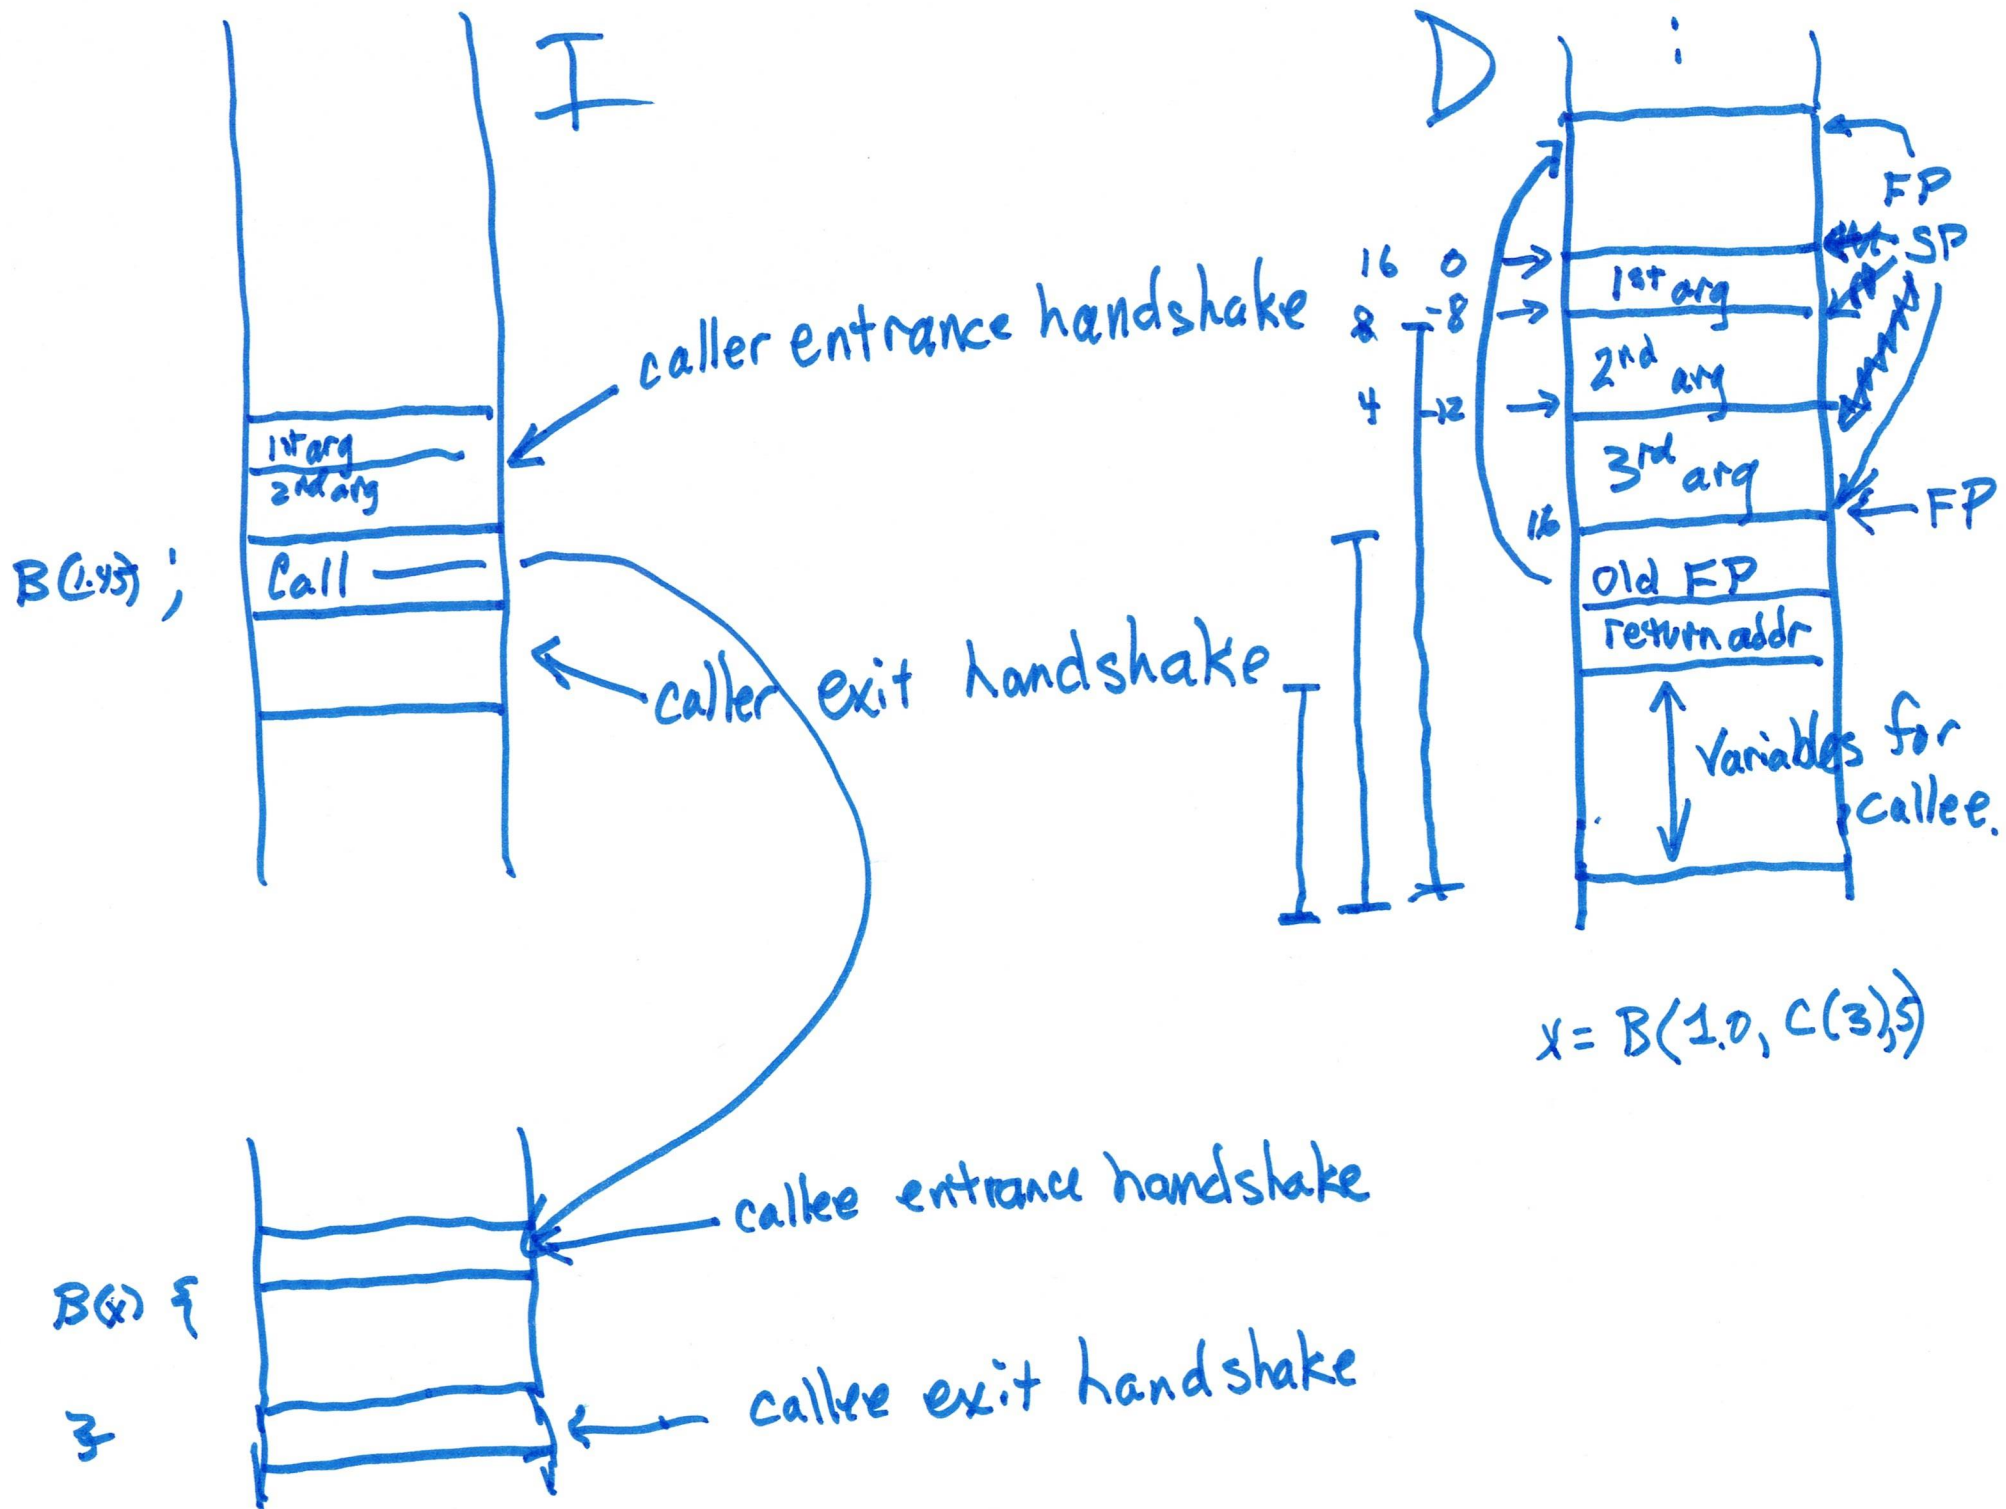 I
caller entrance handshake
1st arg
2nd arg
B(1.45);
Call
caller exit handshake
callee entrance handshake
B(x) {
}
callee exit handshake
D
FP
SP
16 0
1st arg
8 -8
2nd arg
4 -12
3rd arg
16
FP
Old FP
return addr
Variables for
callee.
x = B(1.0, C(3),5)